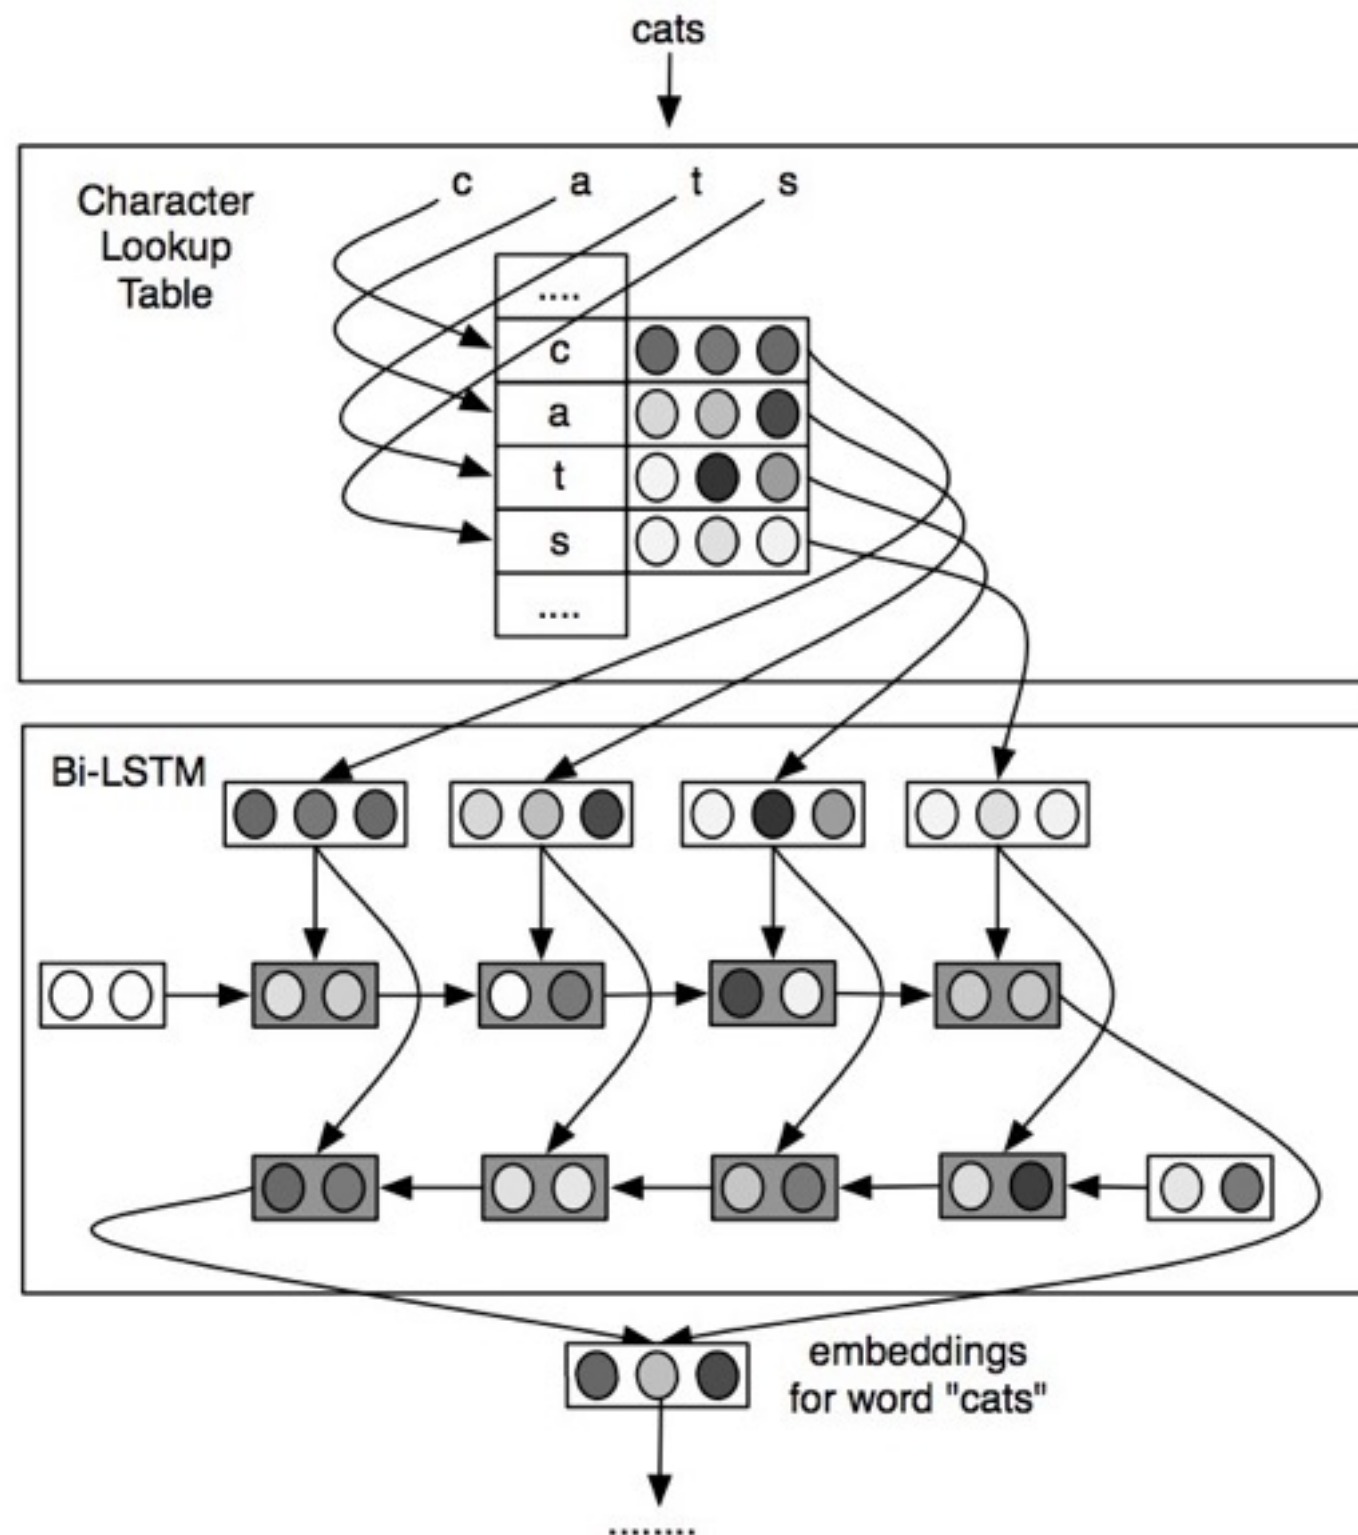 cats
c a t s
Character
Lookup
Table
....
c
a
t
s
....
Bi-LSTM
embeddings
for word "cats"
........